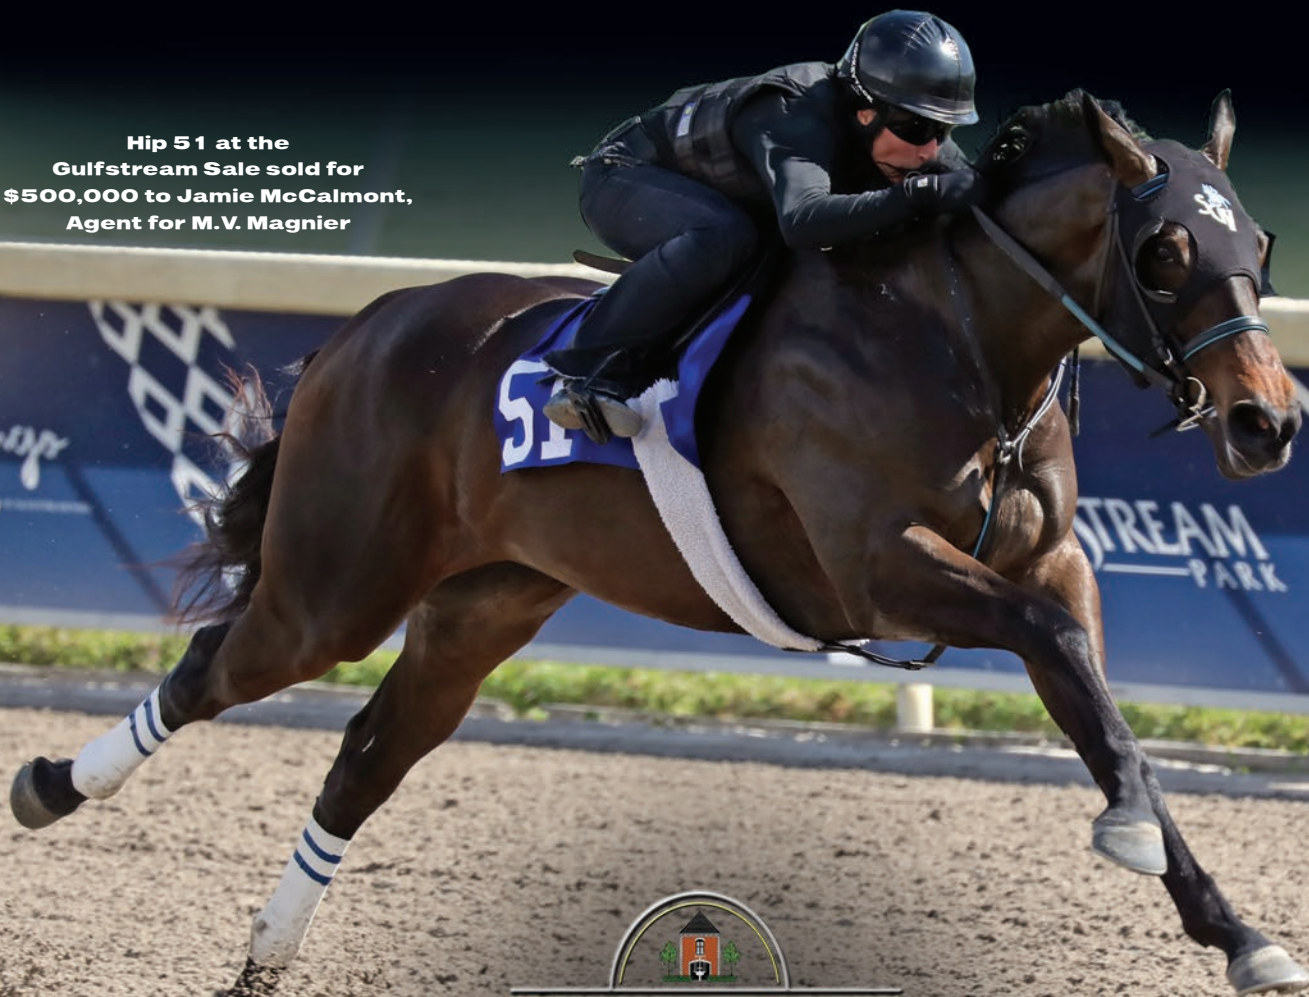 Hip 51 at the
Gulfstream Sale sold for
$500,000 to Jamie McCalmont,
Agent for M.V. Magnier
51
STREAM
PARK